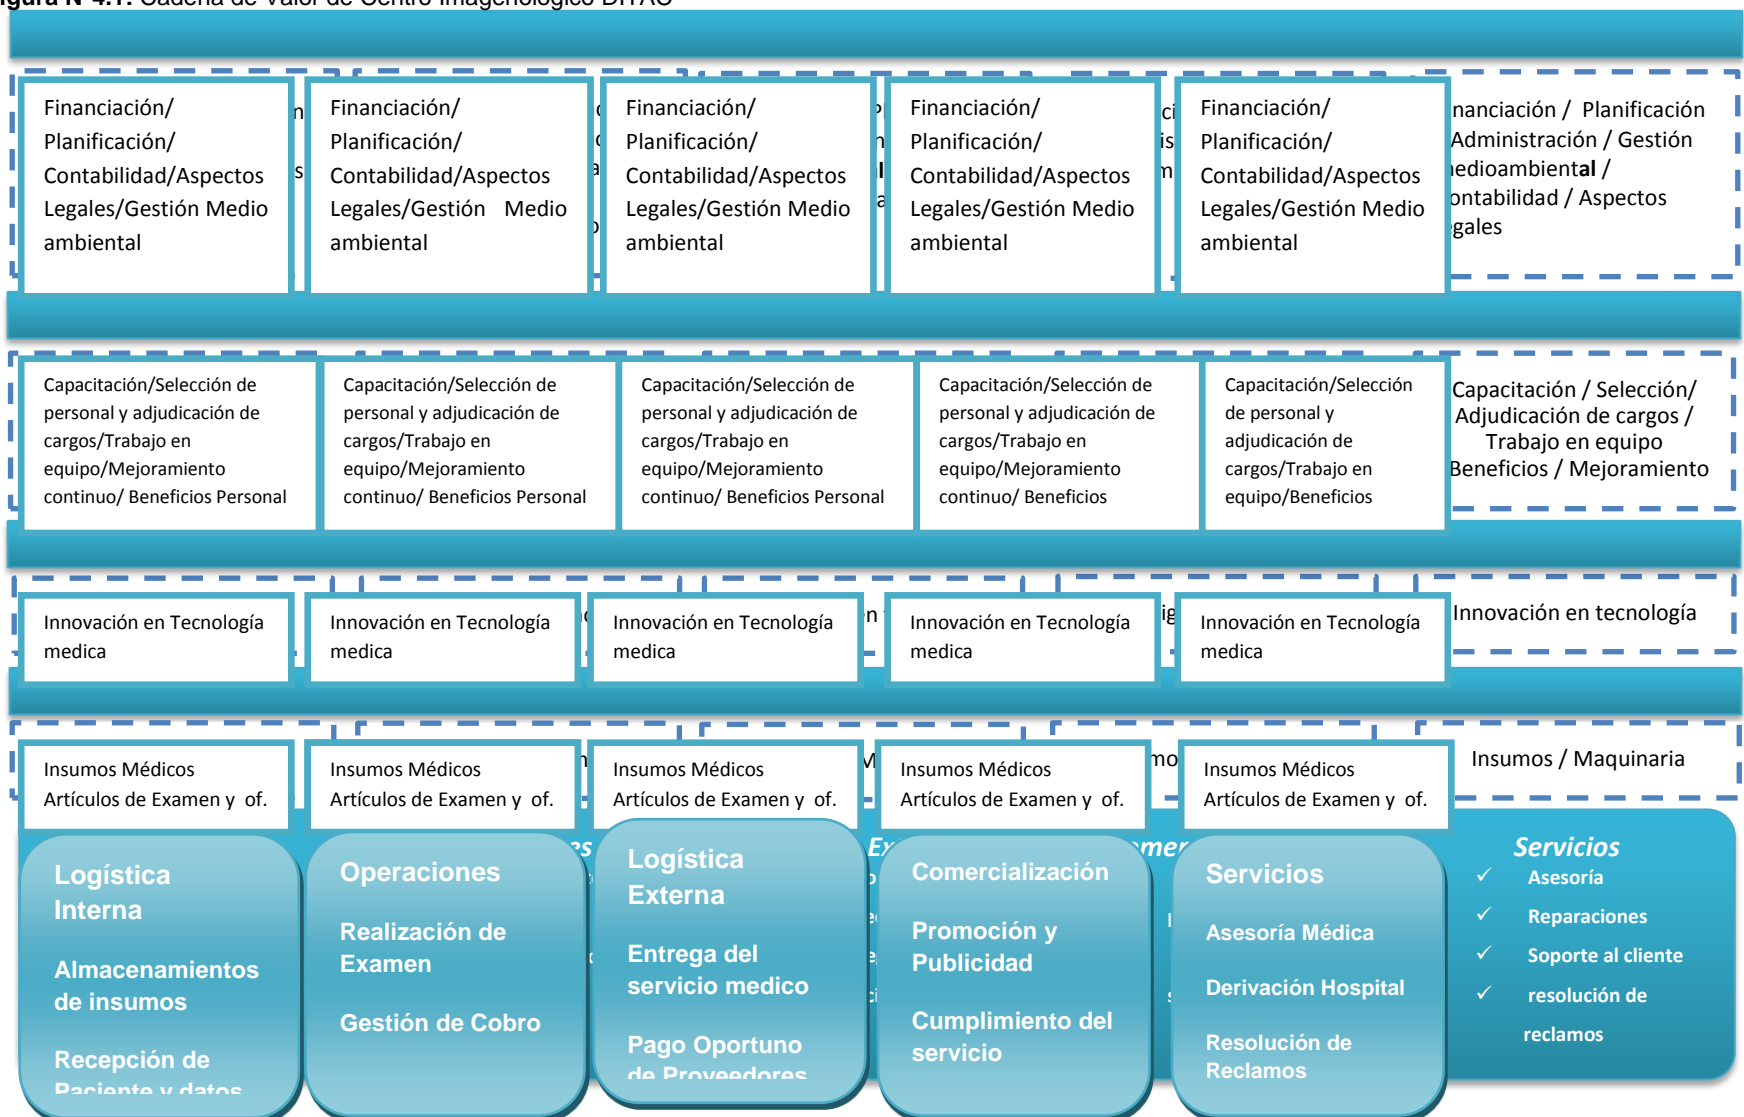 Cadena de Valor de Centro Imagenológico
Financiación/
Planificación/
Contabilidad/Aspectos
Legales/Gestión Medio
ambiental
Financiación/
Planificación/
Contabilidad/Aspectos
Legales/Gestión Medio
ambiental
Financiación/
Planificación/
Contabilidad/Aspectos
Legales/Gestión Medio
ambiental
Financiación/
Planificación/
Contabilidad/Aspectos
Legales/Gestión Medio
ambiental
Financiación/
Planificación/
Contabilidad/Aspectos
Legales/Gestión Medio
ambiental
/ Planificación
Administración / Gestión
/
/ Aspectos
Capacitación/Selección de
personal y adjudicación de
cargos/Trabajo en
equipo/Mejoramiento
continuo/ Beneficios Personal
Capacitación/Selección de
personal y adjudicación de
cargos/Trabajo en
equipo/Mejoramiento
continuo/ Beneficios Personal
Capacitación/Selección de
personal y adjudicación de
cargos/Trabajo en
equipo/Mejoramiento
continuo/ Beneficios Personal
Capacitación/Selección de
personal y adjudicación de
cargos/Trabajo en
equipo/Mejoramiento
continuo/ Beneficios
Capacitación/Selección
de personal y
adjudicación de
cargos/Trabajo en
equipo/Beneficios
Capacitación / Selección/
Adjudicación de cargos /
Trabajo en equipo
Beneficios / Mejoramiento
Innovación en Tecnología
medica
Innovación en Tecnología
medica
Innovación en Tecnología
medica
Innovación en Tecnología
medica
Innovación en Tecnología
medica
Innovación en tecnología
Insumos Médicos
Artículos de Examen y of.
Insumos Médicos
Artículos de Examen y of.
Insumos Médicos
Artículos de Examen y of.
Insumos Médicos
Artículos de Examen y of.
Insumos Médicos
Artículos de Examen y of.
Insumos / Maquinaria
Logística
Interna
Almacenamientos
de insumos
Recepción de
Paciente y datos
Operaciones
Realización de
Examen
Gestión de Cobro
Logística
Externa
Entrega del
servicio medico
Pago Oportuno
de Proveedores
Comercialización
Promoción y
Publicidad
Cumplimiento del
servicio
Servicios
Asesoría Médica
Derivación Hospital
Resolución de
Reclamos
Servicios
✓ Asesoría
✓ Reparaciones
✓ Soporte al cliente
✓ resolución de
reclamos